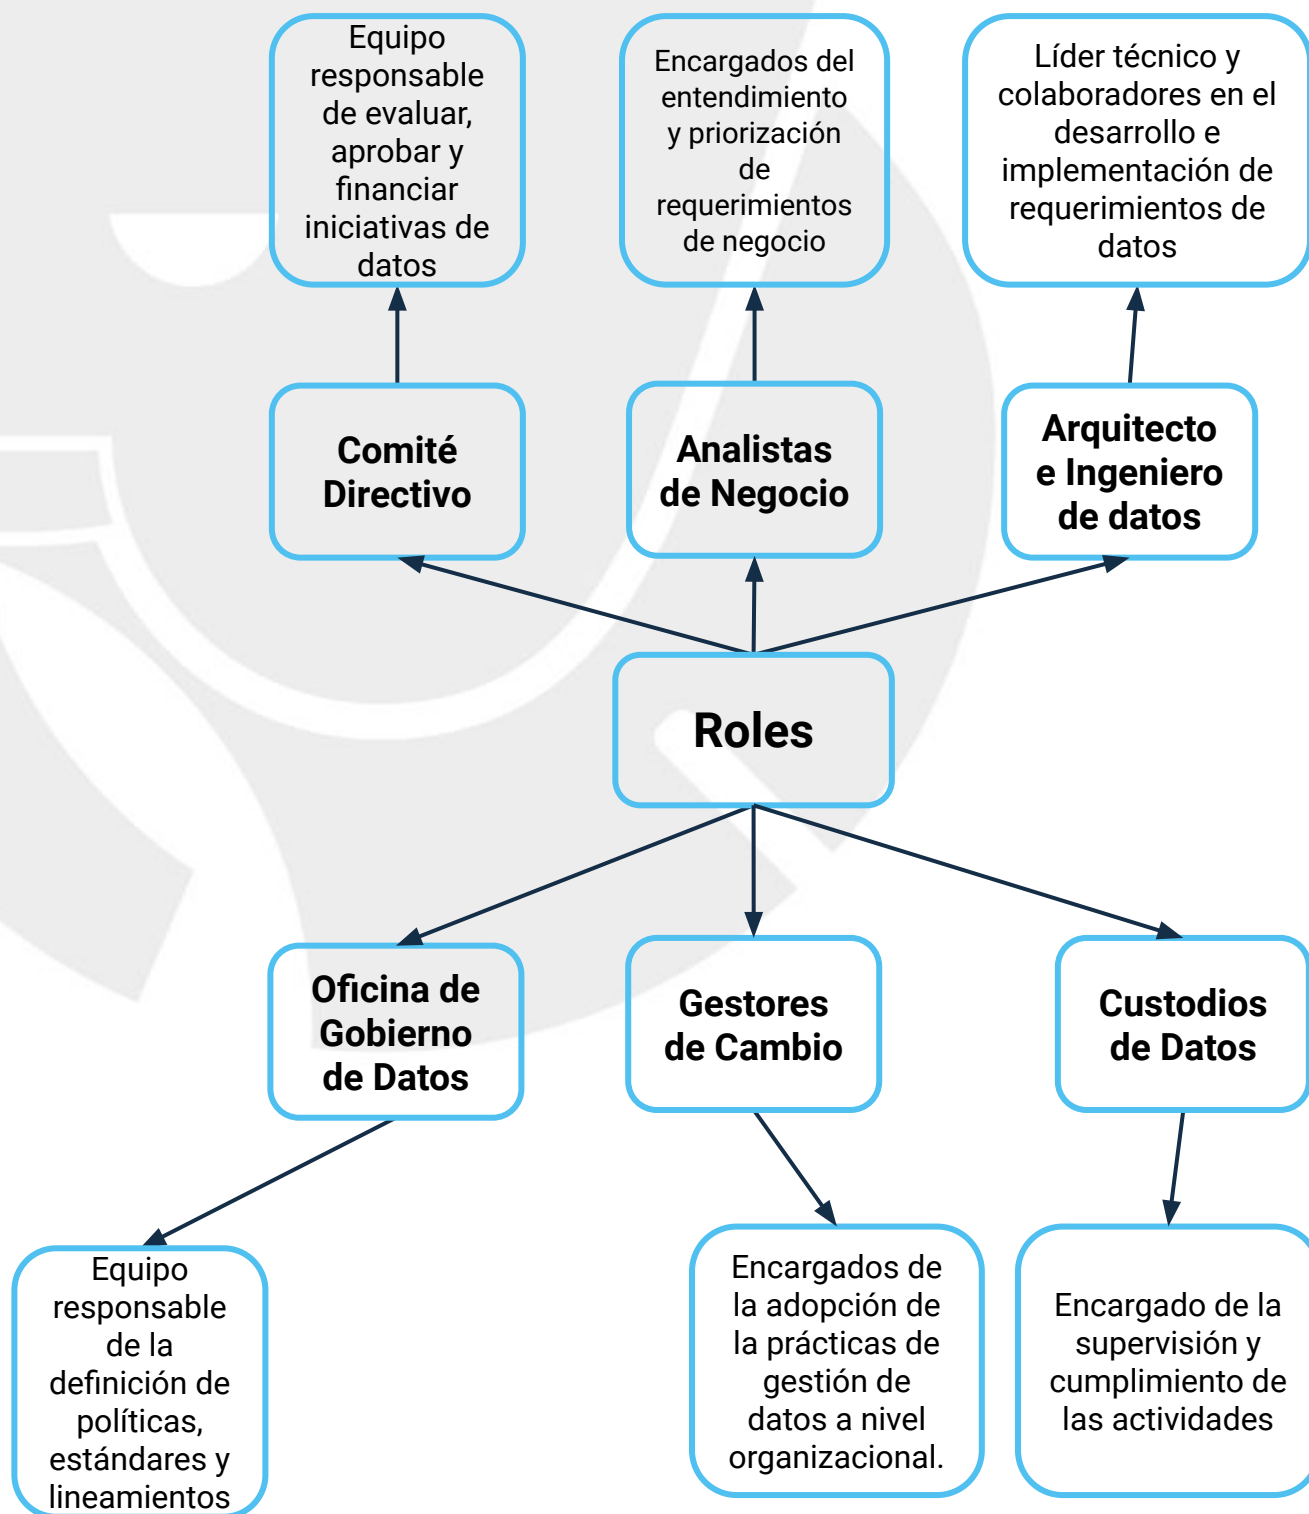 Equipo
responsable
de evaluar,
aprobar y
financiar
iniciativas de
datos
Encargados del
entendimiento
y priorización
de
requerimientos
de negocio
Líder técnico y
colaboradores en el
desarrollo e
implementación de
requerimientos de
datos
Comité
Directivo
Analistas
de Negocio
Arquitecto
e Ingeniero
de datos
Roles
Oficina de
Gobierno
de Datos
Gestores
de Cambio
Custodios
de Datos
Equipo
responsable
de la
definición de
políticas,
estándares y
lineamientos
Encargados de
la adopción de
la prácticas de
gestión de
datos a nivel
organizacional.
Encargado de la
supervisión y
cumplimiento de
las actividades